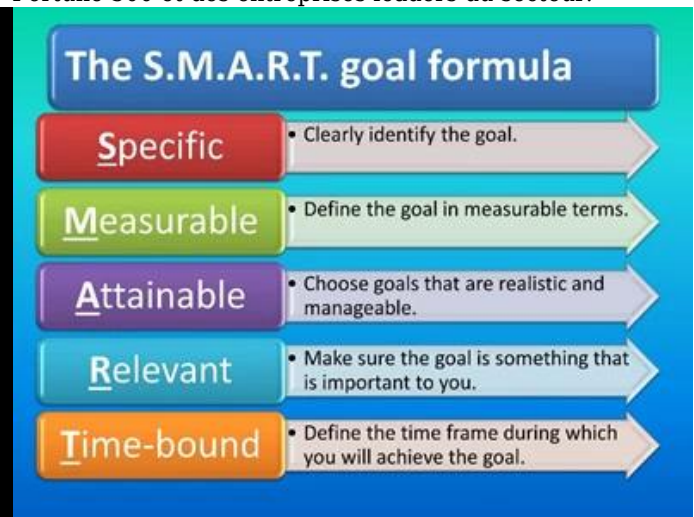 The S.M.A.R.T. goal formula
Specific
• Clearly identify the goal.
Measurable
• Define the goal in measurable terms.
Attainable
• Choose goals that are realistic and
manageable.
Relevant
• Make sure the goal is something that
is important to you.
Time-bound
• Define the time frame during which
you will achieve the goal.